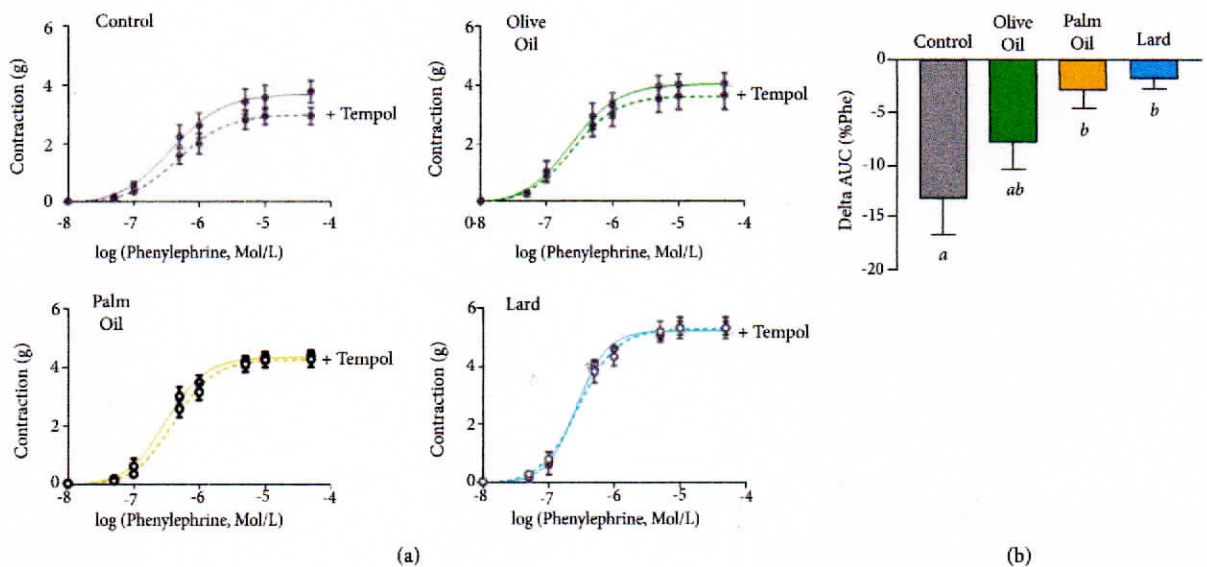 Control
Contraction (g)
6
4
2
0
-8
-7
-6
-5
-4
+ Tempol
log (Phenylephrine, Mol/L)
Olive
Oil
Contraction (g)
6
4
2
0-8
-7
-6
-5
-4
+ Tempol
log (Phenylephrine, Mol/L)
Palm
Oil
Contraction (g)
6
4
2
0
-8
-7
-6
-5
-4
+ Tempol
log (Phenylephrine, Mol/L)
Lard
Contraction (g)
6
4
2
0
-8
-7
-6
-5
-4
+ Tempol
log (Phenylephrine, Mol/L)
(a)
Control
Olive
Oil
Palm
Oil
Lard
Delta AUC (%Phe)
0
-5
-10
-15
-20
a
ab
b
b
(b)